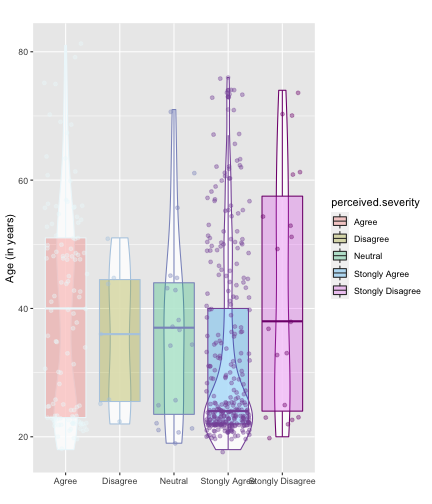 80
60
40
20
Age (in years)
Agree
Disagree
Neutral
Stongly Agree
Stongly Disagree
perceived.severity
Agree
Disagree
Neutral
Stongly Agree
Stongly Disagree